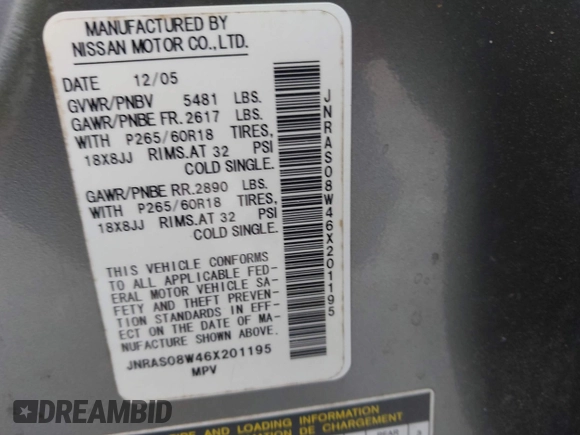 MANUFACTURED BY
NISSAN MOTOR CO.,LTD.
DATE 12/05
GVWR/PNBV 5481 LBS.
GAWR/PNBE FR. 2617 LBS.
WITH P265/60R18 TIRES,
18X8JJ RIMS. AT 32 PSI
COLD SINGLE.
GAWR/PNBE RR. 2890 LBS.
WITH P265/60R18 TIRES,
18X8JJ RIMS. AT 32 PSI
COLD SINGLE.
THIS VEHICLE CONFORMS
TO ALL APPLICABLE FED-
ERAL MOTOR VEHICLE SA-
FETY AND THEFT PREVEN-
TION STANDARDS IN EFF-
ECT ON THE DATE OF MA-
NUFACTURE SHOWN ABOVE.
JNRAS08W46X201195
MPV
JNRAS08W46X201195
TIRE AND LOADING INFORMATION
DE CHARGEMENT
REAR
DREAMBID